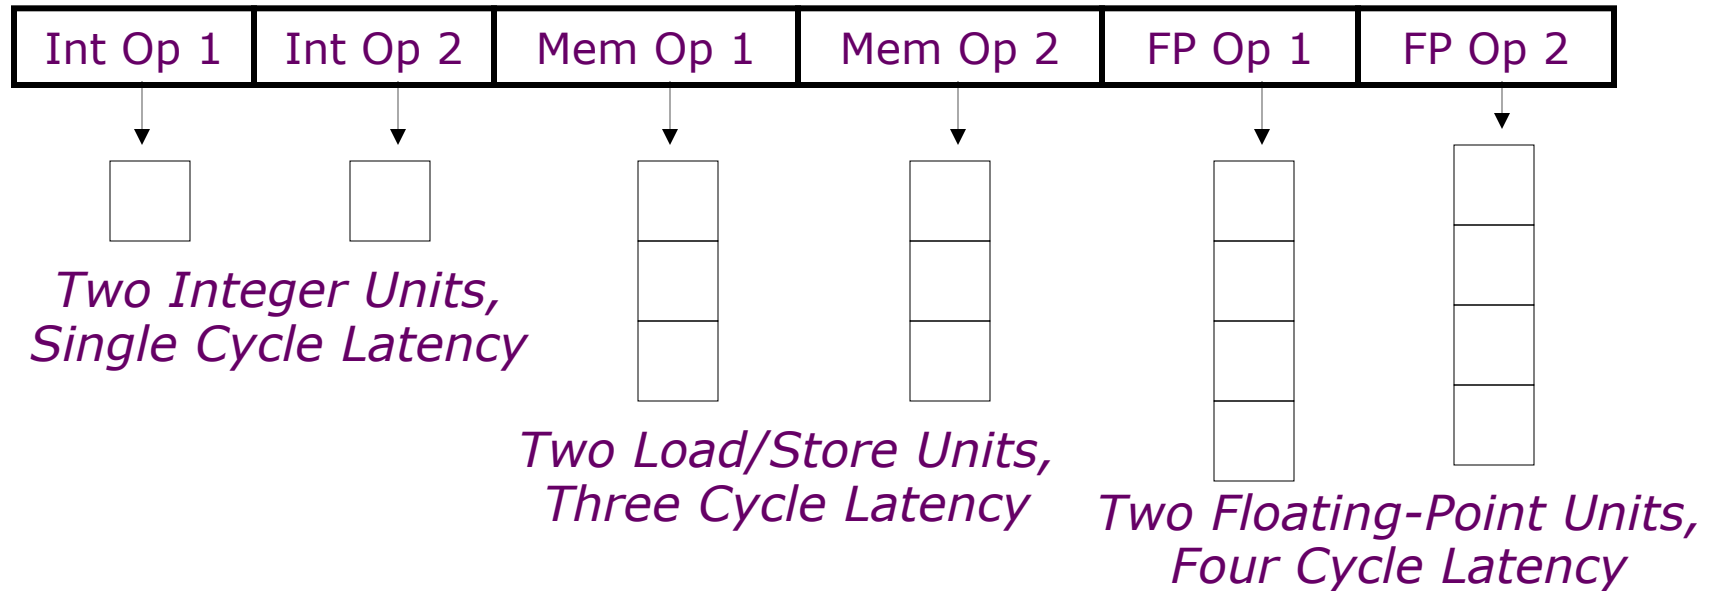 Int Op 1 Int Op 2 Mem Op 1 Mem Op 2 FP Op 1 FP Op 2
Two Integer Units,
Single Cycle Latency
Two Load/Store Units,
Three Cycle Latency
Two Floating-Point Units,
Four Cycle Latency